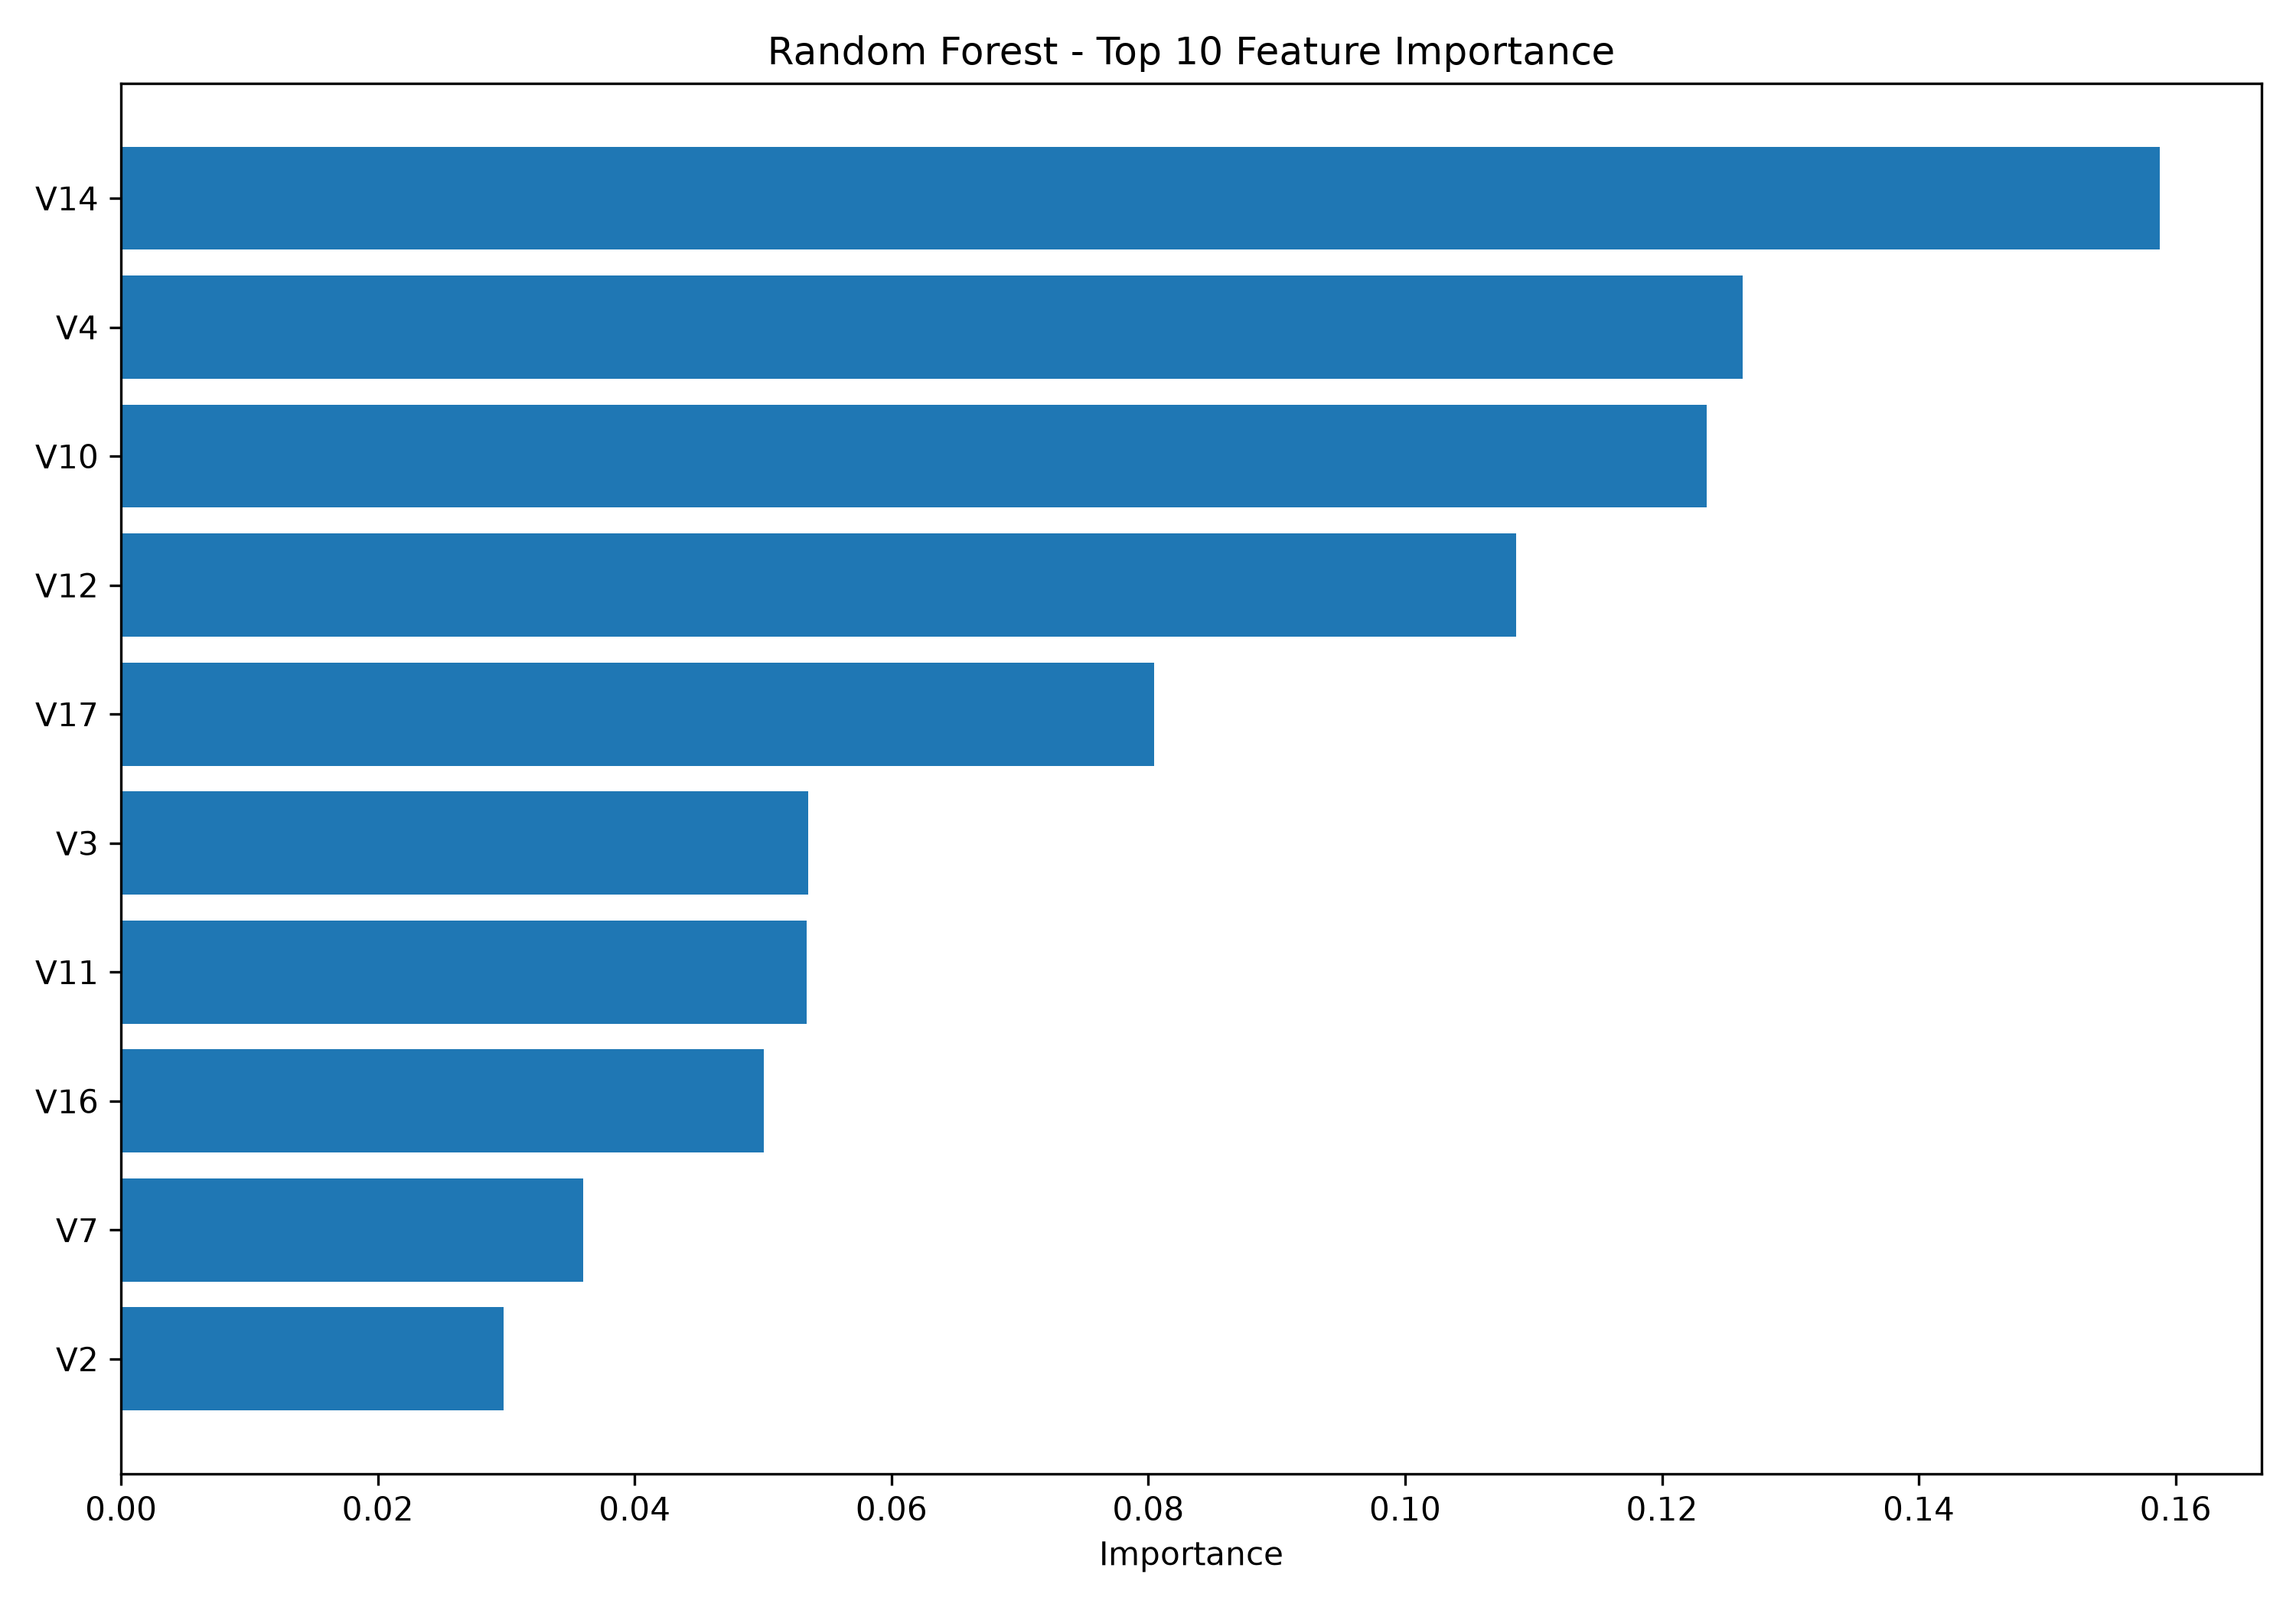 Random Forest - Top 10 Feature Importance
V14
V4
V10
V12
V17
V3
V11
V16
V7
V2
0.00 0.02 0.04 0.06 0.08 0.10 0.12 0.14 0.16
Importance